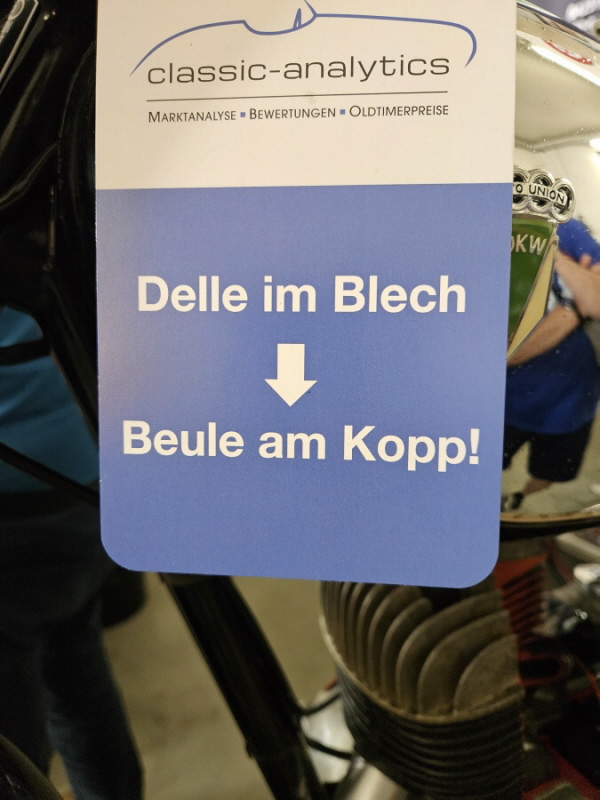 classic-analytics
MARKTANALYSE ▪ BEWERTUNGEN ▪ OLDTIMERPREISE
O UNION
DKW
Delle im Blech
Beule am Kopp!